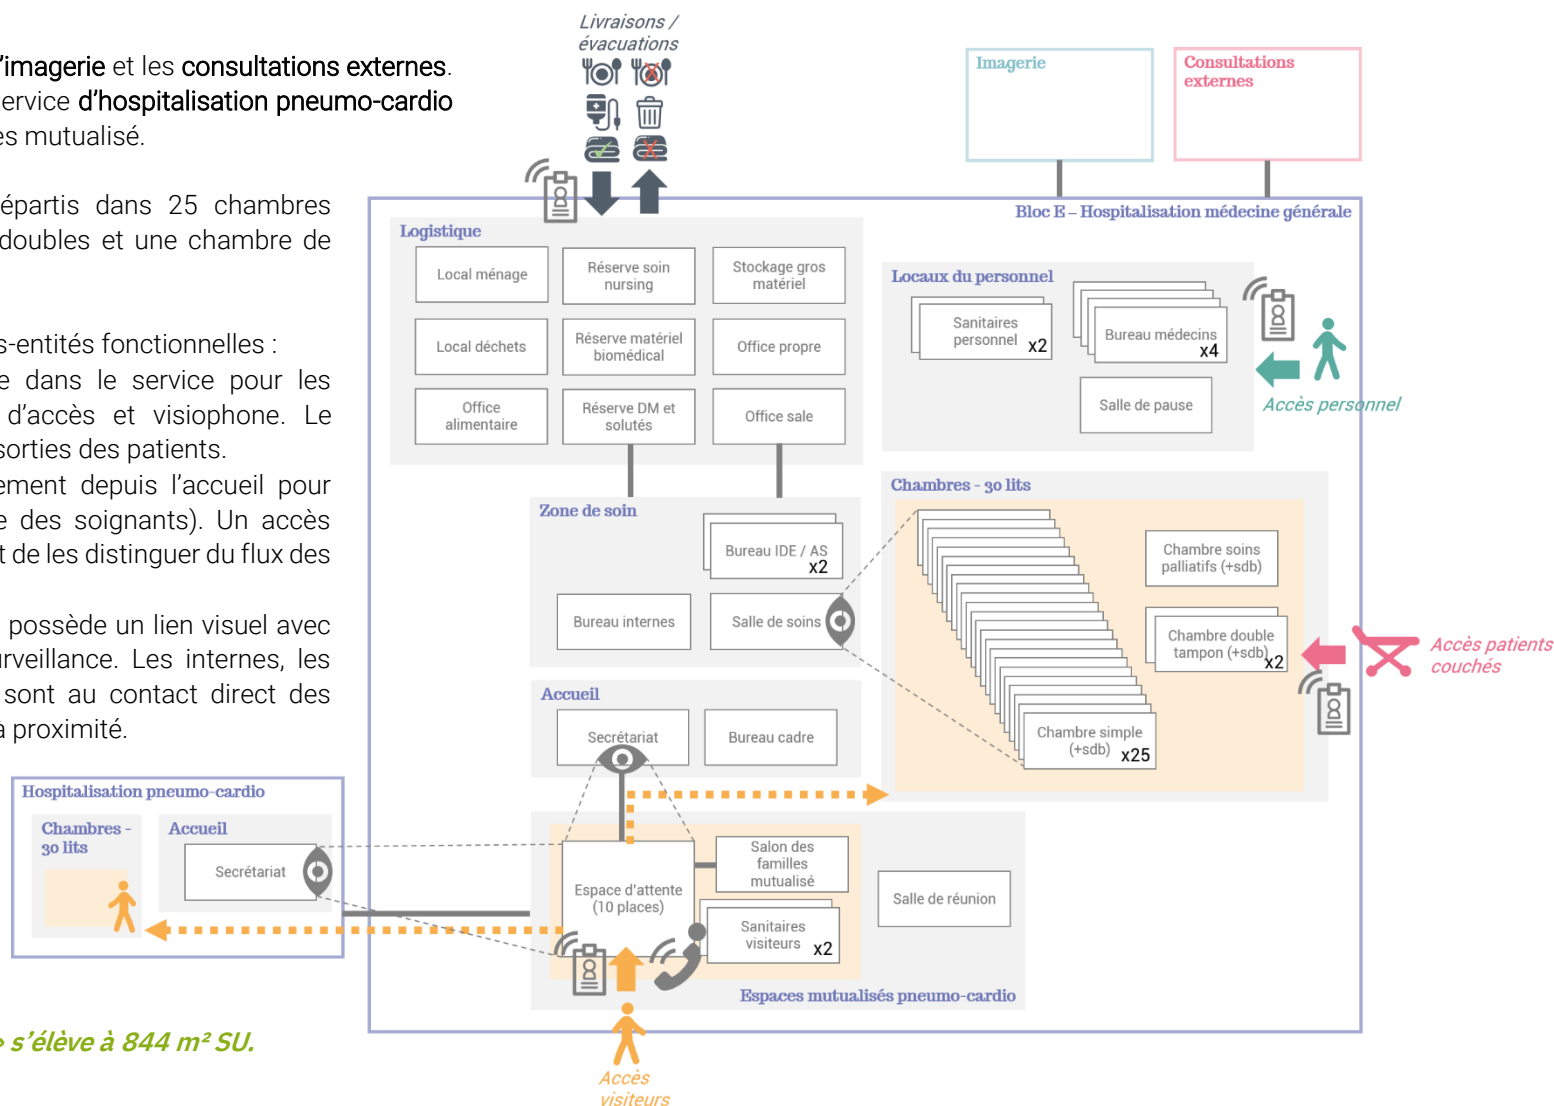 'imagerie et les consultations externes.
service d'hospitalisation pneumo-cardio
es mutualisé.
épartis dans 25 chambres
doubles et une chambre de
s-entités fonctionnelles :
e dans le service pour les
d'accès et visiophone. Le
sorties des patients.
ement depuis l'accueil pour
e des soignants). Un accès
t de les distinguer du flux des
possède un lien visuel avec
urveillance. Les internes, les
sont au contact direct des
à proximité.
» s'élève à 844 m² SU.
Livraisons /
évacuations
Imagerie
Consultations
externes
Bloc E – Hospitalisation médecine générale
Logistique
Local ménage
Réserve soin
nursing
Stockage gros
matériel
Local déchets
Réserve matériel
biomédical
Office propre
Office
alimentaire
Réserve DM et
solutés
Office sale
Locaux du personnel
Sanitaires
personnel x2
Bureau médecins
x4
Salle de pause
Accès personnel
Zone de soin
Bureau IDE / AS
x2
Bureau internes
Salle de soins
Chambres - 30 lits
Chambre soins
palliatifs (+sdb)
Chambre double
tampon (+sdb)
x2
Chambre simple
(+sdb) x25
Accès patients
couchés
Accueil
Secrétariat
Bureau cadre
Hospitalisation pneumo-cardio
Chambres -
30 lits
Accueil
Secrétariat
Espace d'attente
(10 places)
Salon des
familles
mutualisé
Sanitaires
visiteurs x2
Salle de réunion
Espaces mutualisés pneumo-cardio
Accès
visiteurs